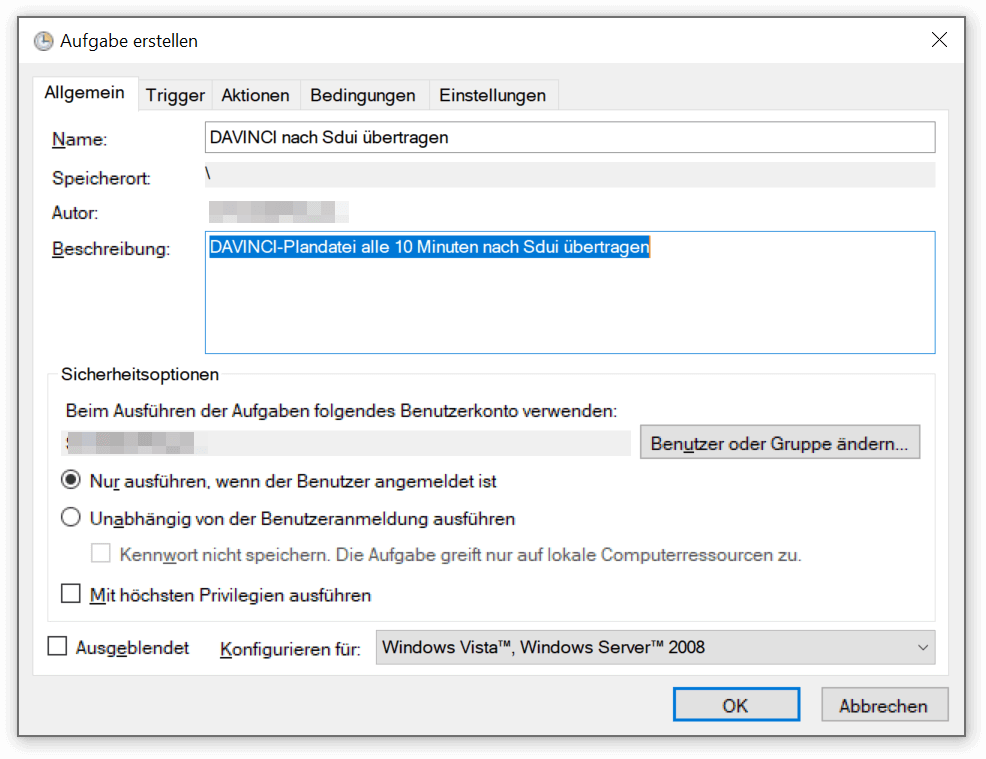 Aufgabe erstellen
Allgemein Trigger Aktionen Bedingungen Einstellungen
Name: DAVINCI nach Sdui übertragen
Speicherort: \
Autor:
Beschreibung: DAVINCI-Plandatei alle 10 Minuten nach Sdui übertragen
Sicherheitsoptionen
Beim Ausführen der Aufgaben folgendes Benutzerkonto verwenden:
Benutzer oder Gruppe ändern...
Nur ausführen, wenn der Benutzer angemeldet ist
Unabhängig von der Benutzeranmeldung ausführen
Kennwort nicht speichern. Die Aufgabe greift nur auf lokale Computerressourcen zu.
Mit höchsten Privilegien ausführen
Ausgeblendet Konfigurieren für: Windows Vista™, Windows Server™ 2008
OK Abbrechen